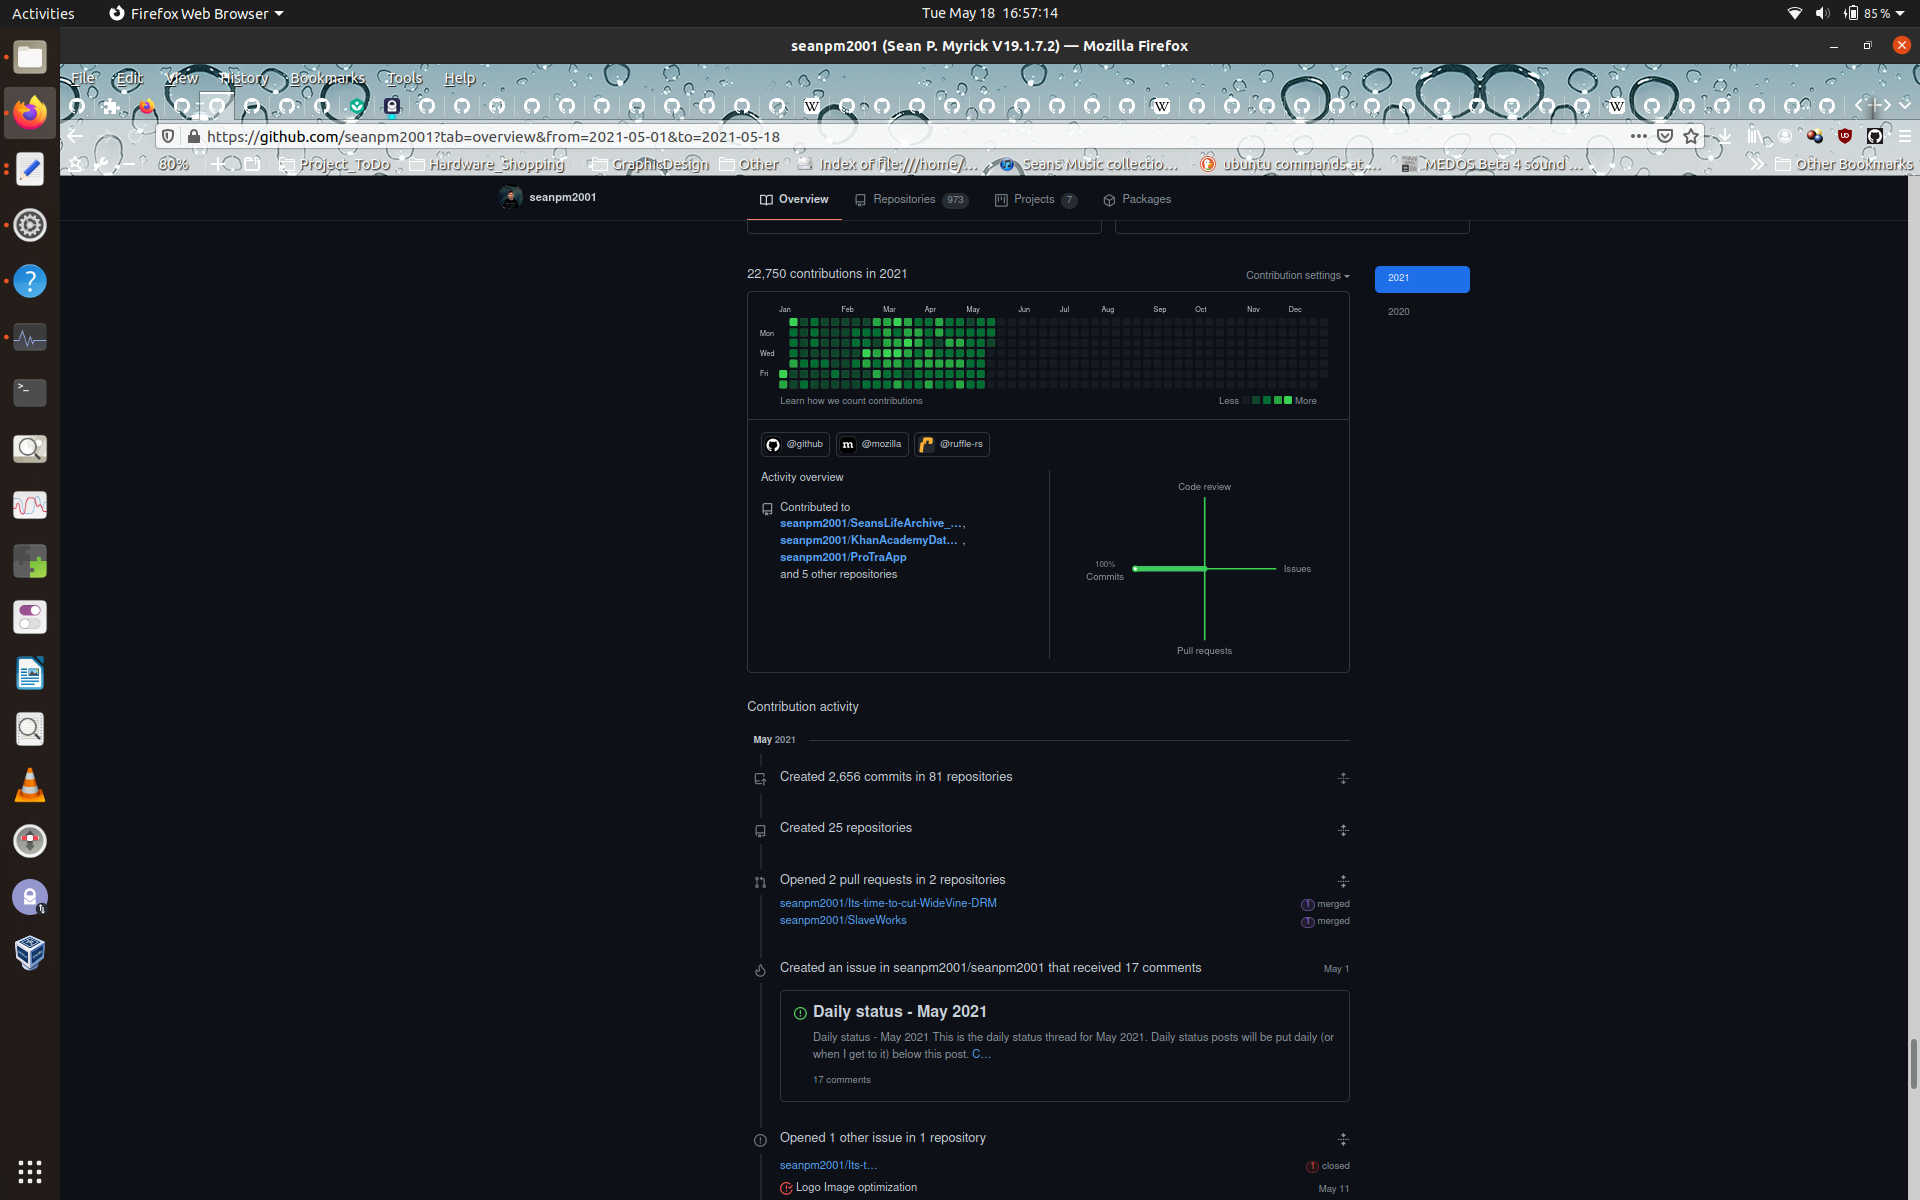 Activities
Firefox Web Browser
Tue May 18 16:57:14
85 %
seanpm2001 (Sean P. Myrick V19.1.7.2) — Mozilla Firefox
File Edit View History Bookmarks Tools Help
https://github.com/seanpm2001?tab=overview&from=2021-05-01&to=2021-05-18
80%
Project_ToDo
Hardware_Shopping
GraphicDesign
Other
Index of file:///home/...
Seans Music collectio...
ubuntu commands at ...
MEDOS Beta 4 sound ...
Other Bookmarks
seanpm2001
Overview
Repositories 973
Projects 7
Packages
22,750 contributions in 2021
Contribution settings
2021
2020
Jan Feb Mar Apr May Jun Jul Aug Sep Oct Nov Dec
Mon
Wed
Fri
Learn how we count contributions
Less More
@github
@mozilla
@ruffle-rs
Activity overview
Contributed to
seanpm2001/SeansLifeArchive_... ,
seanpm2001/KhanAcademyDat... ,
seanpm2001/ProTraApp
and 5 other repositories
Code review
100%
Commits
Issues
Pull requests
Contribution activity
May 2021
Created 2,656 commits in 81 repositories
Created 25 repositories
Opened 2 pull requests in 2 repositories
seanpm2001/Its-time-to-cut-WideVine-DRM 1 merged
seanpm2001/SlaveWorks 1 merged
Created an issue in seanpm2001/seanpm2001 that received 17 comments May 1
Daily status - May 2021
Daily status - May 2021 This is the daily status thread for May 2021. Daily status posts will be put daily (or
when I get to it) below this post. C...
17 comments
Opened 1 other issue in 1 repository
seanpm2001/Its-t... 1 closed
Logo Image optimization May 11